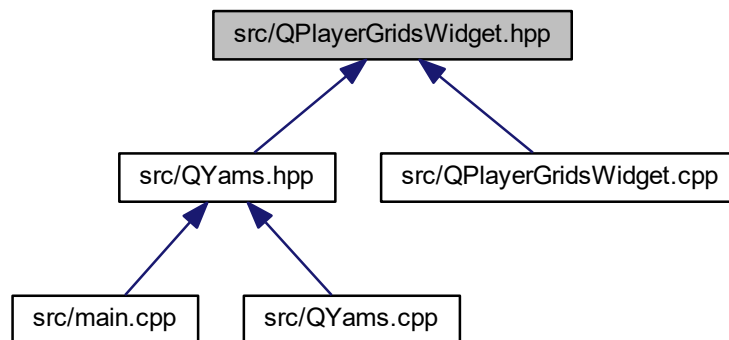 src/QPlayerGridsWidget.hpp
src/QYams.hpp
src/QPlayerGridsWidget.cpp
src/main.cpp
src/QYams.cpp